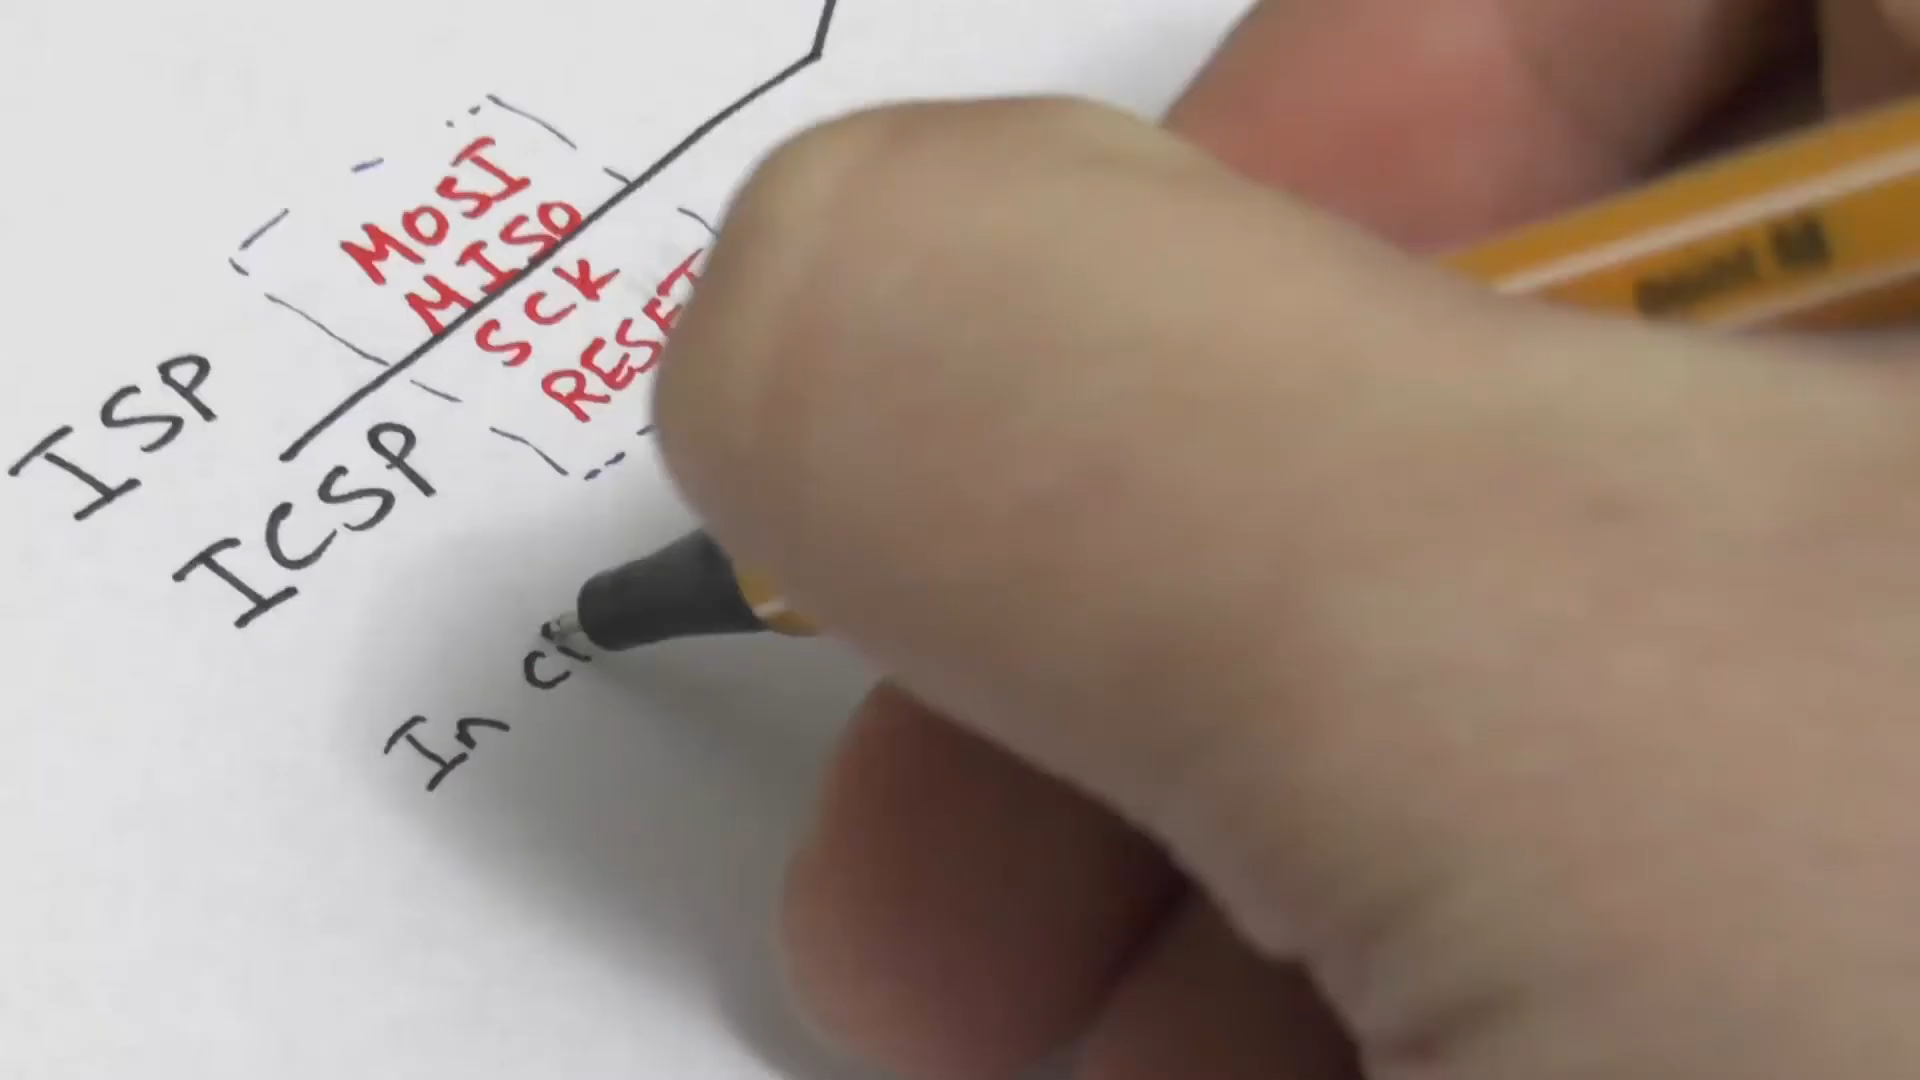 MOSI
MISO
SCK
RESET
ISP
ICSP
In